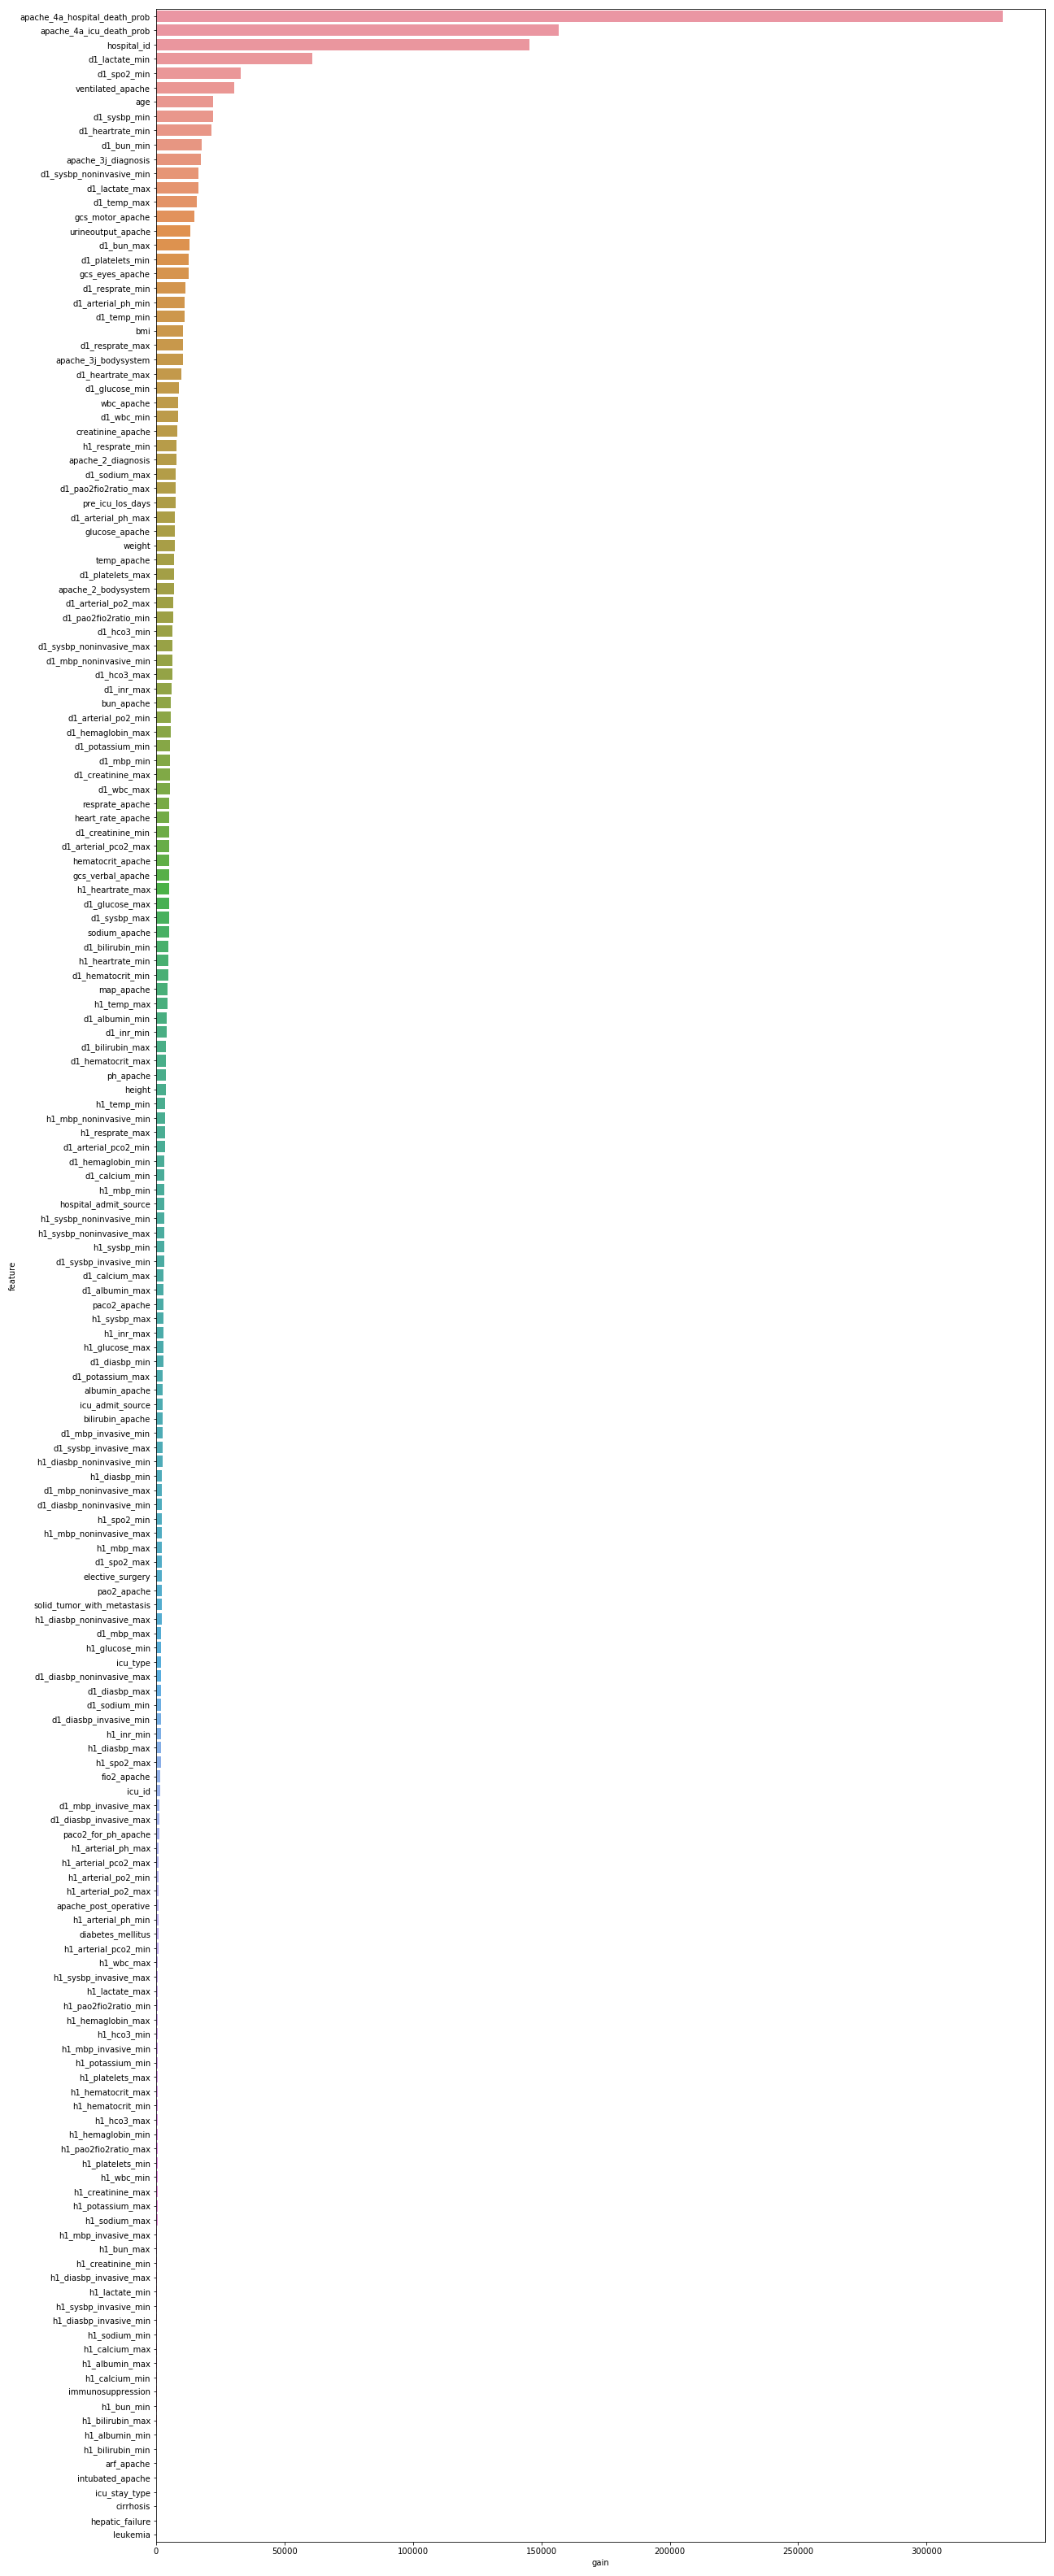 apache_4a_hospital_death_prob
apache_4a_icu_death_prob
hospital_id
d1_lactate_min
d1_spo2_min
ventilated_apache
age
d1_sysbp_min
d1_heartrate_min
d1_bun_min
apache_3j_diagnosis
d1_sysbp_noninvasive_min
d1_lactate_max
d1_temp_max
gcs_motor_apache
urineoutput_apache
d1_bun_max
d1_platelets_min
gcs_eyes_apache
d1_resprate_min
d1_arterial_ph_min
d1_temp_min
bmi
d1_resprate_max
apache_3j_bodysystem
d1_heartrate_max
d1_glucose_min
wbc_apache
d1_wbc_min
creatinine_apache
h1_resprate_min
apache_2_diagnosis
d1_sodium_max
d1_pao2fio2ratio_max
pre_icu_los_days
d1_arterial_ph_max
glucose_apache
weight
temp_apache
d1_platelets_max
apache_2_bodysystem
d1_arterial_po2_max
d1_pao2fio2ratio_min
d1_hco3_min
d1_sysbp_noninvasive_max
d1_mbp_noninvasive_min
d1_hco3_max
d1_inr_max
bun_apache
d1_arterial_po2_min
d1_hemaglobin_max
d1_potassium_min
d1_mbp_min
d1_creatinine_max
d1_wbc_max
resprate_apache
heart_rate_apache
d1_creatinine_min
d1_arterial_pco2_max
hematocrit_apache
gcs_verbal_apache
h1_heartrate_max
d1_glucose_max
d1_sysbp_max
sodium_apache
d1_bilirubin_min
h1_heartrate_min
d1_hematocrit_min
map_apache
h1_temp_max
d1_albumin_min
d1_inr_min
d1_bilirubin_max
d1_hematocrit_max
ph_apache
height
h1_temp_min
h1_mbp_noninvasive_min
h1_resprate_max
d1_arterial_pco2_min
d1_hemaglobin_min
d1_calcium_min
h1_mbp_min
hospital_admit_source
h1_sysbp_noninvasive_min
h1_sysbp_noninvasive_max
h1_sysbp_min
d1_sysbp_invasive_min
d1_calcium_max
d1_albumin_max
paco2_apache
h1_sysbp_max
h1_inr_max
h1_glucose_max
d1_diasbp_min
d1_potassium_max
albumin_apache
icu_admit_source
bilirubin_apache
d1_mbp_invasive_min
d1_sysbp_invasive_max
h1_diasbp_noninvasive_min
h1_diasbp_min
d1_mbp_noninvasive_max
d1_diasbp_noninvasive_min
h1_spo2_min
h1_mbp_noninvasive_max
h1_mbp_max
d1_spo2_max
elective_surgery
pao2_apache
solid_tumor_with_metastasis
h1_diasbp_noninvasive_max
d1_mbp_max
h1_glucose_min
icu_type
d1_diasbp_noninvasive_max
d1_diasbp_max
d1_sodium_min
d1_diasbp_invasive_min
h1_inr_min
h1_diasbp_max
h1_spo2_max
fio2_apache
icu_id
d1_mbp_invasive_max
d1_diasbp_invasive_max
paco2_for_ph_apache
h1_arterial_ph_max
h1_arterial_pco2_max
h1_arterial_po2_min
h1_arterial_po2_max
apache_post_operative
h1_arterial_ph_min
diabetes_mellitus
h1_arterial_pco2_min
h1_wbc_max
h1_sysbp_invasive_max
h1_lactate_max
h1_pao2fio2ratio_min
h1_hemaglobin_max
h1_hco3_min
h1_mbp_invasive_min
h1_potassium_min
h1_platelets_max
h1_hematocrit_max
h1_hematocrit_min
h1_hco3_max
h1_hemaglobin_min
h1_pao2fio2ratio_max
h1_platelets_min
h1_wbc_min
h1_creatinine_max
h1_potassium_max
h1_sodium_max
h1_mbp_invasive_max
h1_bun_max
h1_creatinine_min
h1_diasbp_invasive_max
h1_lactate_min
h1_sysbp_invasive_min
h1_diasbp_invasive_min
h1_sodium_min
h1_calcium_max
h1_albumin_max
h1_calcium_min
immunosuppression
h1_bun_min
h1_bilirubin_max
h1_albumin_min
h1_bilirubin_min
arf_apache
intubated_apache
icu_stay_type
cirrhosis
hepatic_failure
leukemia
feature
0 50000 100000 150000 200000 250000 300000
gain